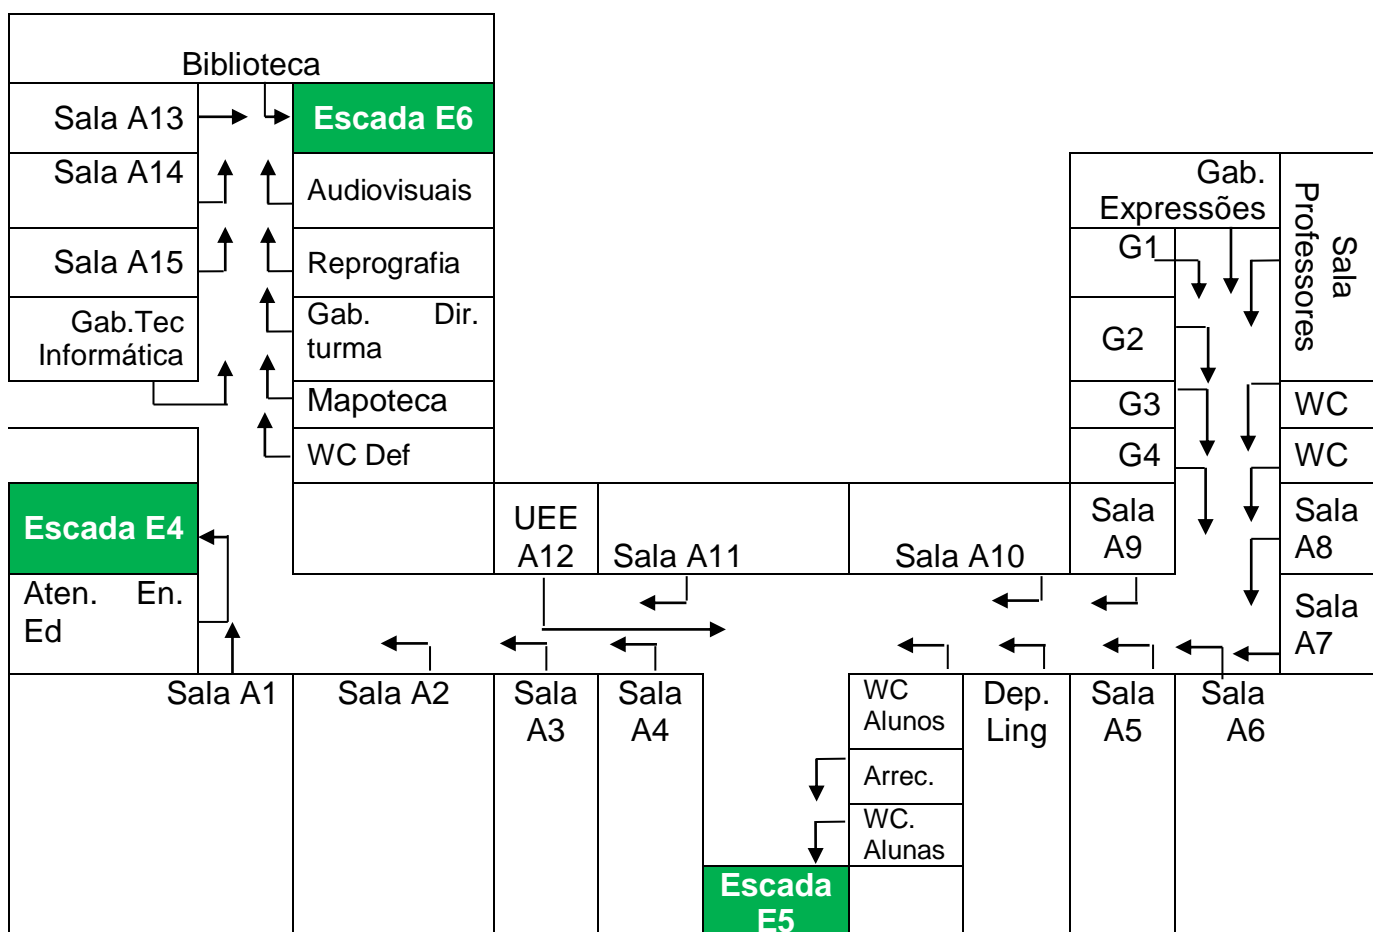 Biblioteca
Sala A13
Escada E6
Sala A14
Audiovisuais
Sala A15
Reprografia
Gab.Tec
Informática
Gab. Dir.
turma
Mapoteca
WC Def
Gab.
Expressões
Sala
Professores
G1
G2
G3
WC
G4
WC
Escada E4
UEE
A12
Sala A11
Sala A10
Sala
A9
Sala
A8
Aten. En.
Ed
Sala
A7
Sala A1
Sala A2
Sala
A3
Sala
A4
WC
Alunos
Dep.
Ling
Sala
A5
Sala
A6
Arrec.
WC.
Alunas
Escada
E5